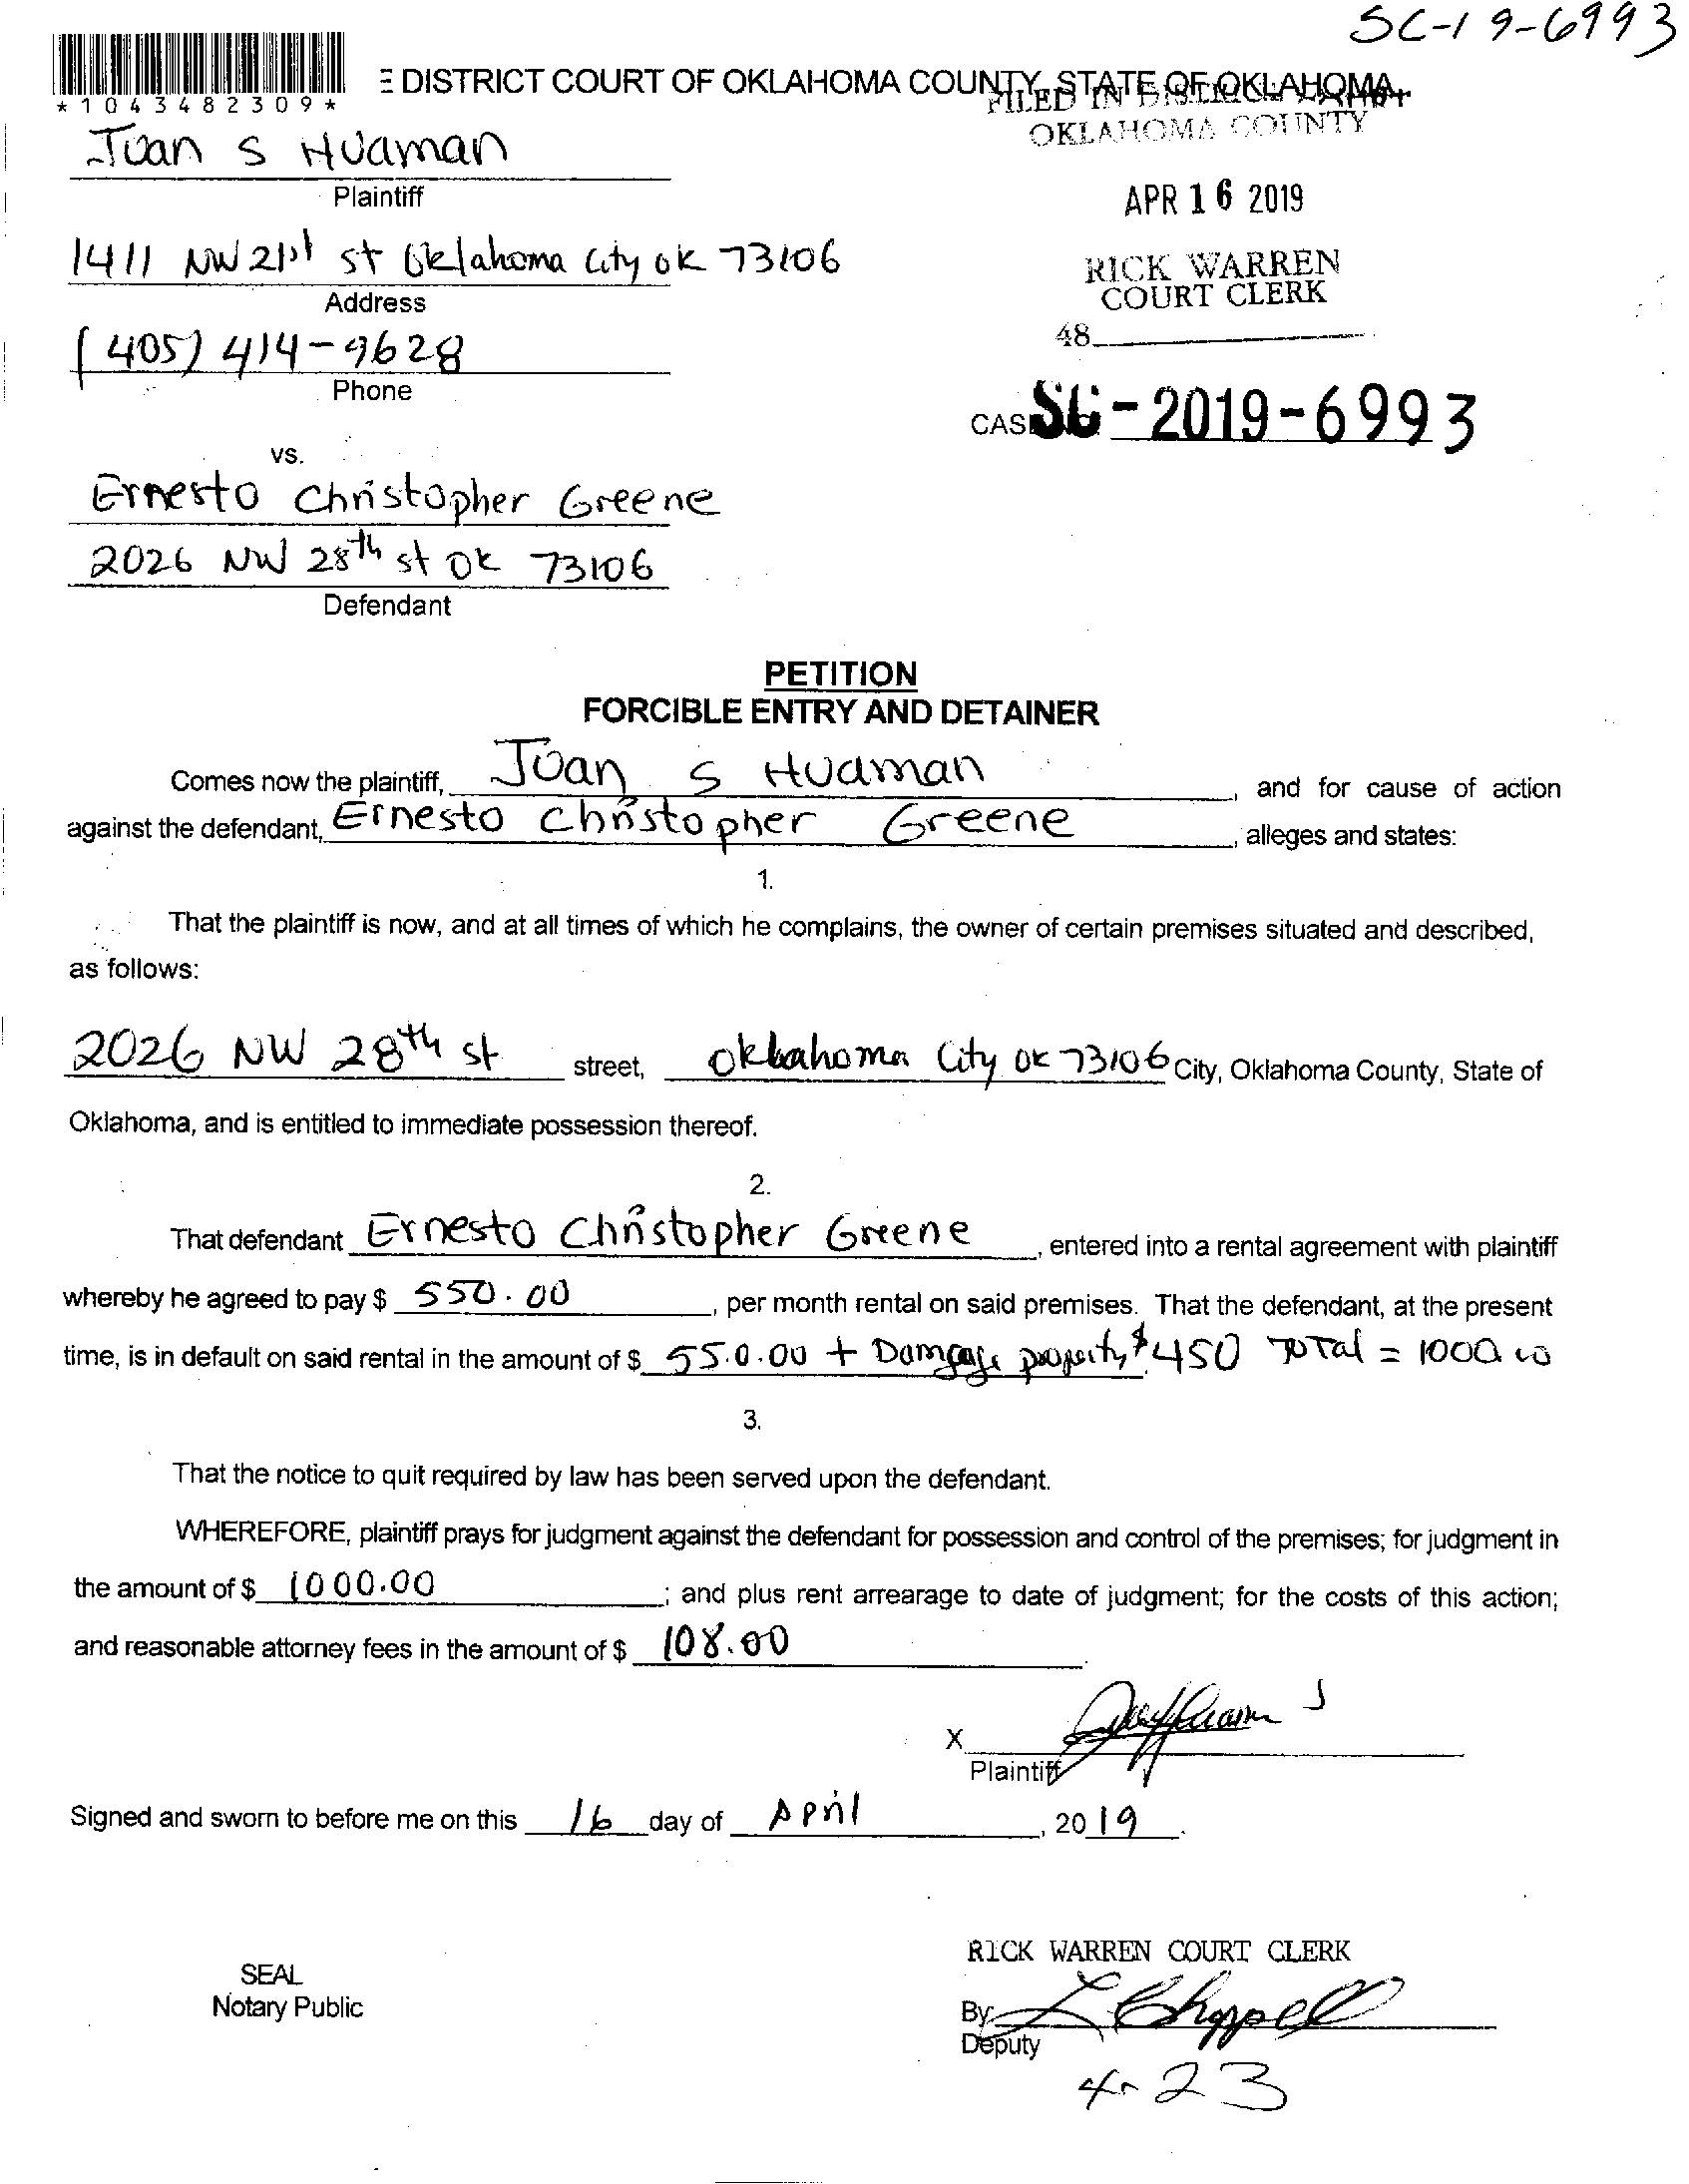 SC-19-6993
E DISTRICT COURT OF OKLAHOMA COUNTY, STATE OF OKLAHOMA
*1043482309*
FILED IN DISTRICT COURT
OKLAHOMA COUNTY
Juan S Huaman
Plaintiff
APR 16 2019
1411 NW 21st st Oklahoma City ok 73106
Address
RICK WARREN
COURT CLERK
48
(405) 414-9628
Phone
CASE SC-2019-6993
vs.
Ernesto Christopher Greene
2026 NW 28th st ok 73106
Defendant
PETITION
FORCIBLE ENTRY AND DETAINER
Comes now the plaintiff, Juan S Huaman, and for cause of action
against the defendant, Ernesto Christopher Greene, alleges and states:
1.
That the plaintiff is now, and at all times of which he complains, the owner of certain premises situated and described,
as follows:
2026 NW 28th st street, Oklahoma City ok 73106 City, Oklahoma County, State of
Oklahoma, and is entitled to immediate possession thereof.
2.
That defendant Ernesto Christopher Greene, entered into a rental agreement with plaintiff
whereby he agreed to pay $ 550.00, per month rental on said premises. That the defendant, at the present
time, is in default on said rental in the amount of $ 550.00 + Damgage property $450 Total = 1000.00
3.
That the notice to quit required by law has been served upon the defendant.
WHEREFORE, plaintiff prays for judgment against the defendant for possession and control of the premises; for judgment in
the amount of $ 1000.00; and plus rent arrearage to date of judgment; for the costs of this action;
and reasonable attorney fees in the amount of $ 108.00.
X
Plaintiff
Signed and sworn to before me on this 16 day of April, 2019.
RICK WARREN COURT CLERK
SEAL
Notary Public
By L Chappell
Deputy
4-23